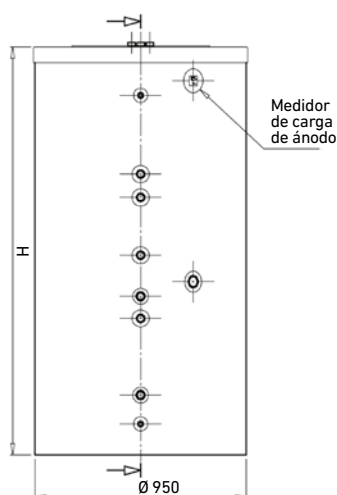 Medidor
de carga
de ánodo
H
Ø 950